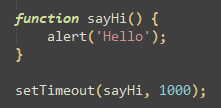 function sayHi() {
    alert('Hello');
}

setTimeout(sayHi, 1000);